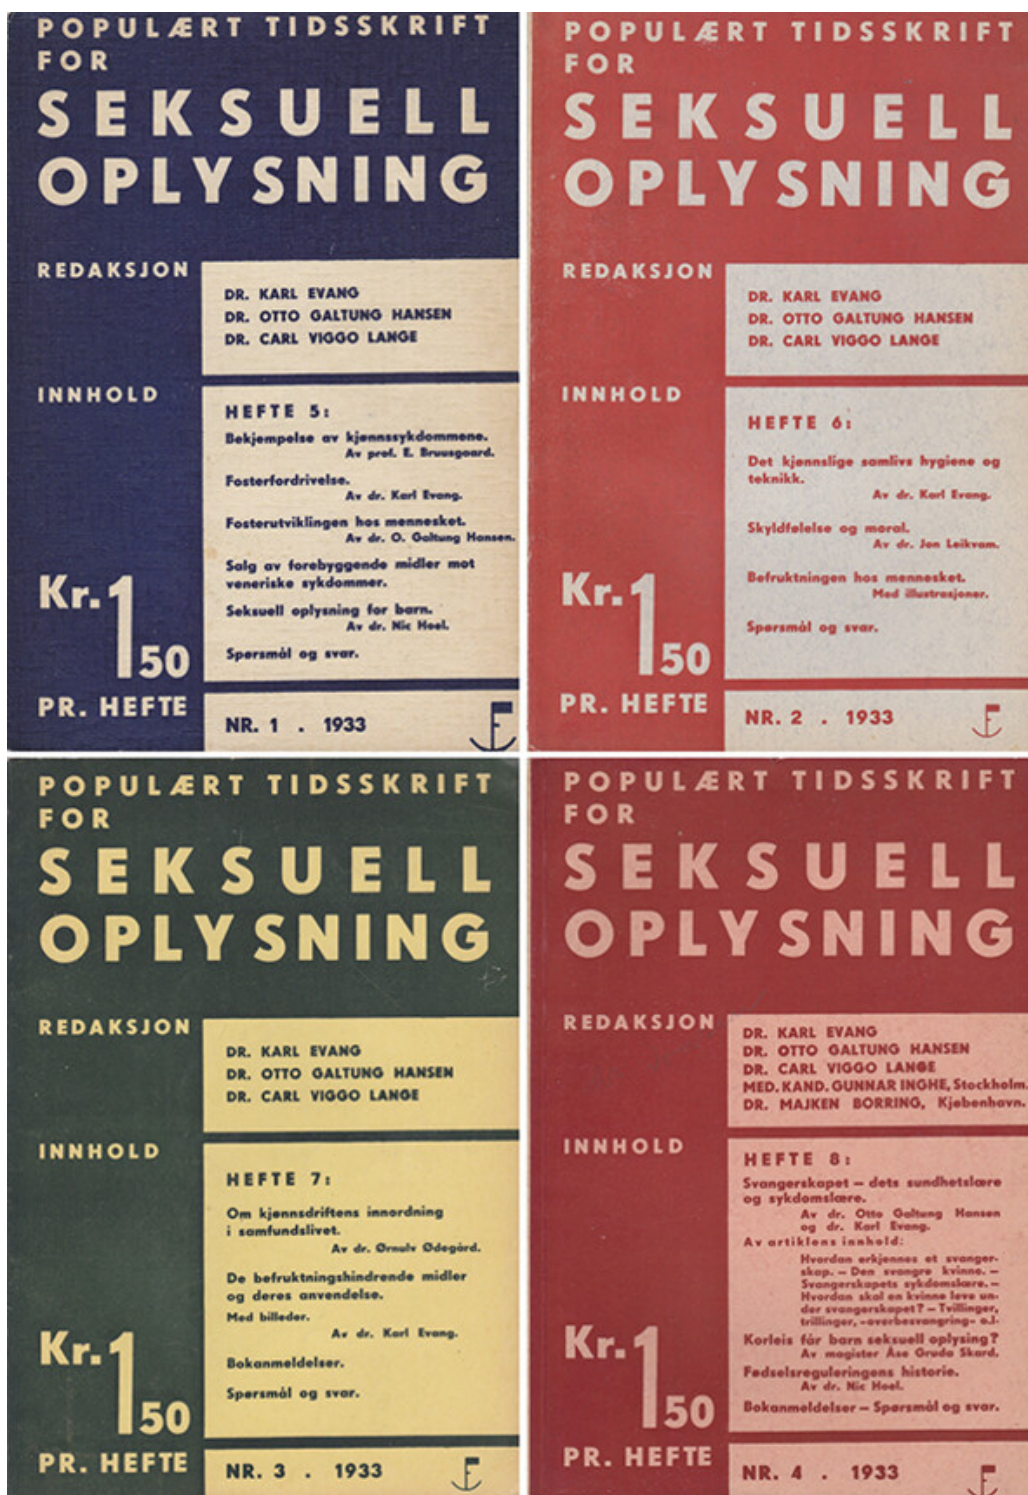 POPULÆRT TIDSSKRIFT
FOR
SEKSUELL
OPLYSNING
REDAKSJON
DR. KARL EVANG
DR. OTTO GALTUNG HANSEN
DR. CARL VIGGO LANGE
INNHOLD
HEFTE 5:
Bekjempelse av kjønnssykdommene.
Av prof. E. Bruusgaard.
Fosterfordrivelse.
Av dr. Karl Evang.
Fosterutviklingen hos mennesket.
Av dr. O. Galtung Hansen.
Salg av forebyggende midler mot
veneriske sykdommer.
Seksuell oplysning for barn.
Av dr. Nic Hoel.
Spørsmål og svar.
Kr. 1 50
PR. HEFTE
NR. 1 . 1933
POPULÆRT TIDSSKRIFT
FOR
SEKSUELL
OPLYSNING
REDAKSJON
DR. KARL EVANG
DR. OTTO GALTUNG HANSEN
DR. CARL VIGGO LANGE
INNHOLD
HEFTE 6:
Det kjønnslige samlivs hygiene og
teknikk.
Av dr. Karl Evang.
Skyldfølelse og moral.
Av dr. Jon Leikvam.
Befruktningen hos mennesket.
Med illustrasjoner.
Spørsmål og svar.
Kr. 1 50
PR. HEFTE
NR. 2 . 1933
POPULÆRT TIDSSKRIFT
FOR
SEKSUELL
OPLYSNING
REDAKSJON
DR. KARL EVANG
DR. OTTO GALTUNG HANSEN
DR. CARL VIGGO LANGE
INNHOLD
HEFTE 7:
Om kjønnsdriftens innordning
i samfundslivet.
Av dr. Ørnulv Ødegård.
De befruktningshindrende midler
og deres anvendelse.
Med billeder.
Av dr. Karl Evang.
Bokanmeldelser.
Spørsmål og svar.
Kr. 1 50
PR. HEFTE
NR. 3 . 1933
POPULÆRT TIDSSKRIFT
FOR
SEKSUELL
OPLYSNING
REDAKSJON
DR. KARL EVANG
DR. OTTO GALTUNG HANSEN
DR. CARL VIGGO LANGE
MED. KAND. GUNNAR INGHE, Stockholm.
DR. MAJKEN BORRING, Kjøbenhavn.
INNHOLD
HEFTE 8:
Svangerskapet – dets sundhetslære
og sykdomslære.
Av dr. Otto Galtung Hansen
og dr. Karl Evang.
Av artiklens innhold:
Hvordan erkjennes et svanger-
skap. – Den svangre kvinne. –
Svangerskapets sykdomslære. –
Hvordan skal en kvinne leve un-
der svangerskapet? – Tvillinger,
trillinger, «overbesvangring» o.l.
Korleis får barn seksuell oplysing?
Av magister Åse Gruda Skard.
Fødselsreguleringens historie.
Av dr. Nic Hoel.
Bokanmeldelser – Spørsmål og svar.
Kr. 1 50
PR. HEFTE
NR. 4 . 1933